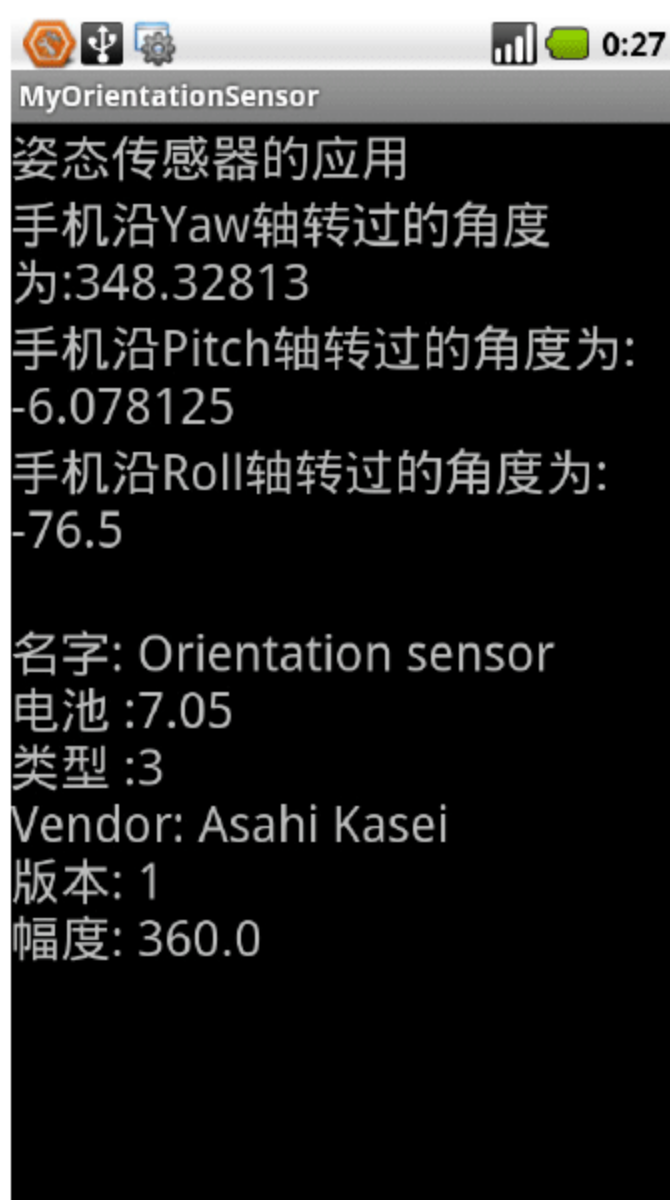 0:27
MyOrientationSensor
姿态传感器的应用
手机沿Yaw轴转过的角度
为:348.32813
手机沿Pitch轴转过的角度为:
-6.078125
手机沿Roll轴转过的角度为:
-76.5
名字: Orientation sensor
电池 :7.05
类型 :3
Vendor: Asahi Kasei
版本: 1
幅度: 360.0